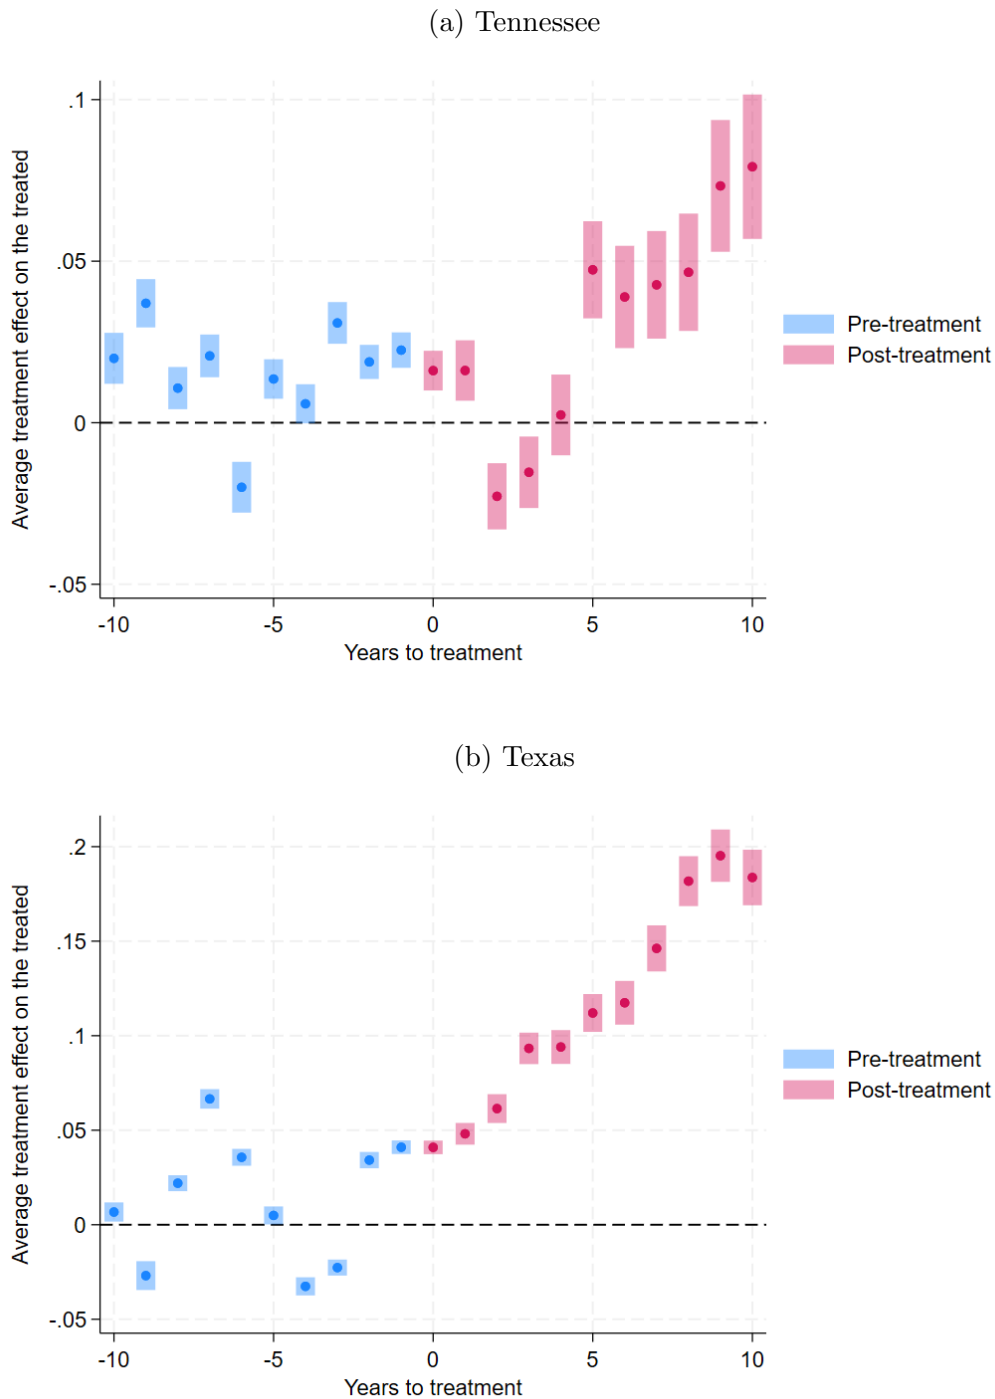 (a) Tennessee
Average treatment effect on the treated
.1
.05
0
-.05
-10
-5
0
5
10
Years to treatment
Pre-treatment
Post-treatment
(b) Texas
Average treatment effect on the treated
.2
.15
.1
.05
0
-.05
-10
-5
0
5
10
Years to treatment
Pre-treatment
Post-treatment